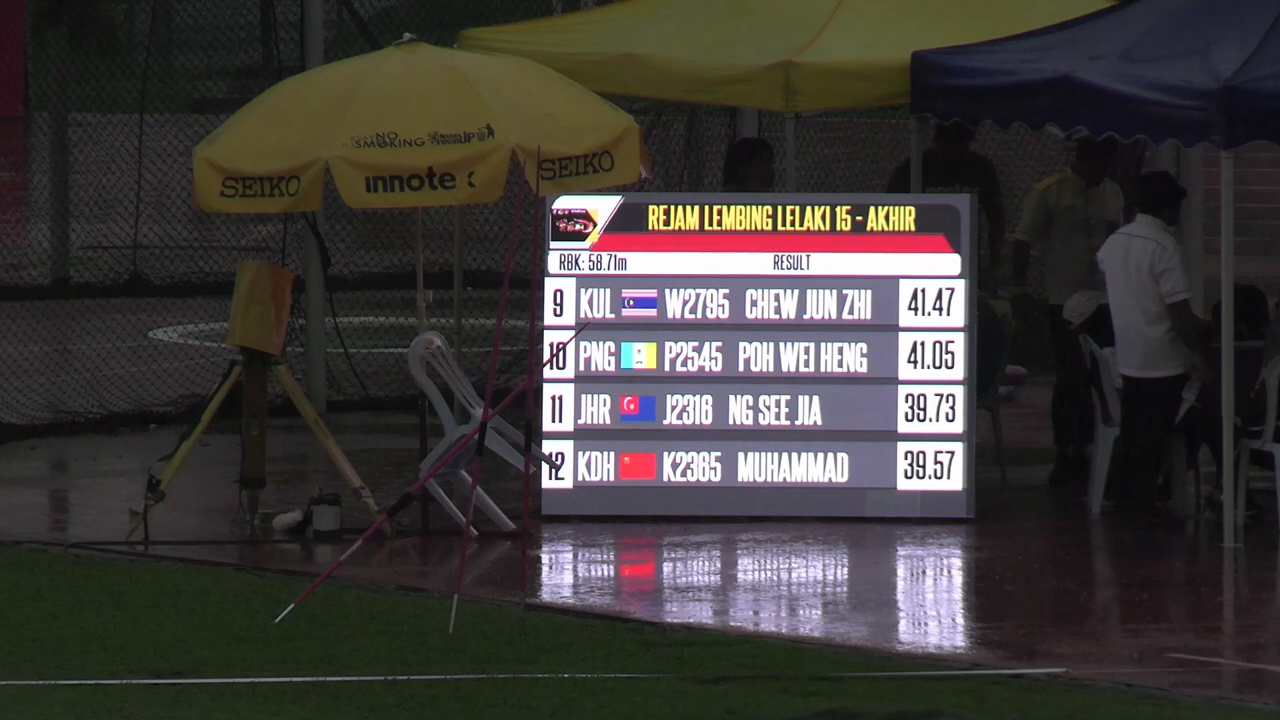 NO
SMOKING
SEIKO
innote
SEIKO
REJAM LEMBING LELAKI 15 - AKHIR
RBK: 58.71m RESULT
9 KUL W2795 CHEW JUN ZHI 41.47
10 PNG P2545 POH WEI HENG 41.05
11 JHR J2316 NG SEE JIA 39.73
12 KDH K2365 MUHAMMAD 39.57
innotex